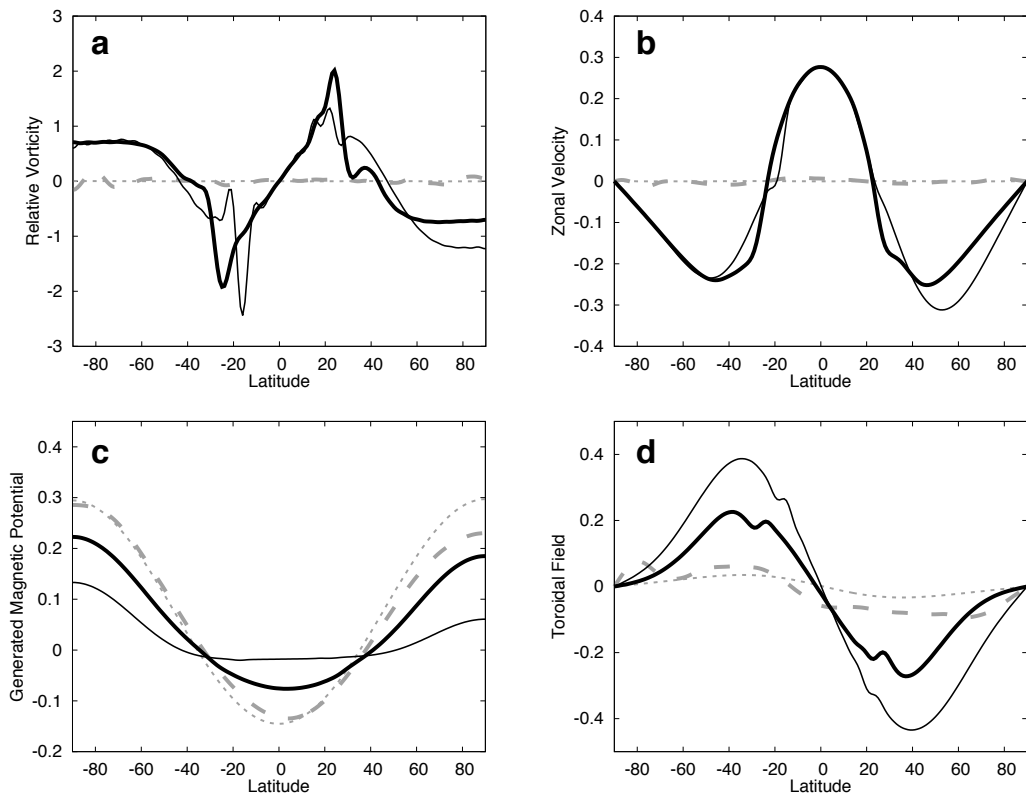 a
3
2
1
0
-1
-2
-3
Relative Vorticity
-80 -60 -40 -20 0 20 40 60 80
Latitude
b
0.4
0.3
0.2
0.1
0
-0.1
-0.2
-0.3
-0.4
Zonal Velocity
-80 -60 -40 -20 0 20 40 60 80
Latitude
c
0.4
0.3
0.2
0.1
0
-0.1
-0.2
Generated Magnetic Potential
-80 -60 -40 -20 0 20 40 60 80
Latitude
d
0.4
0.2
0
-0.2
-0.4
Toroidal Field
-80 -60 -40 -20 0 20 40 60 80
Latitude